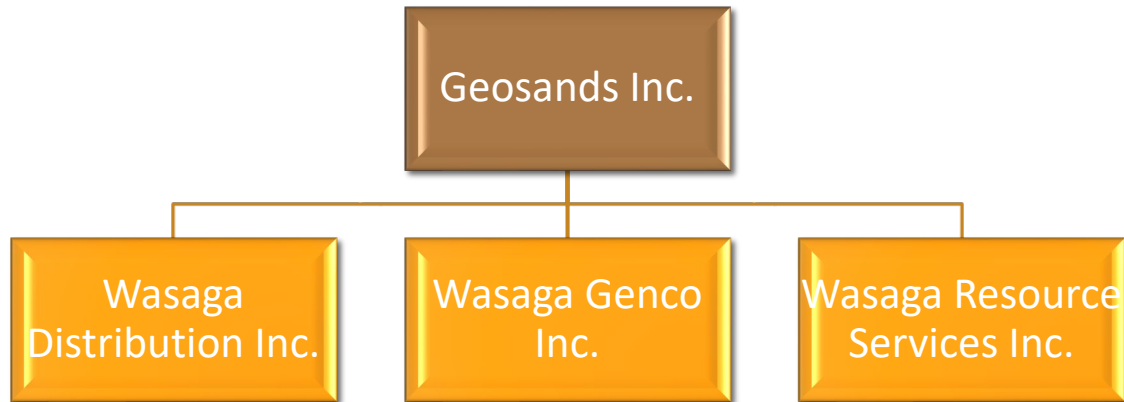 Geosands Inc.
Wasaga
Distribution Inc.
Wasaga Genco
Inc.
Wasaga Resource
Services Inc.